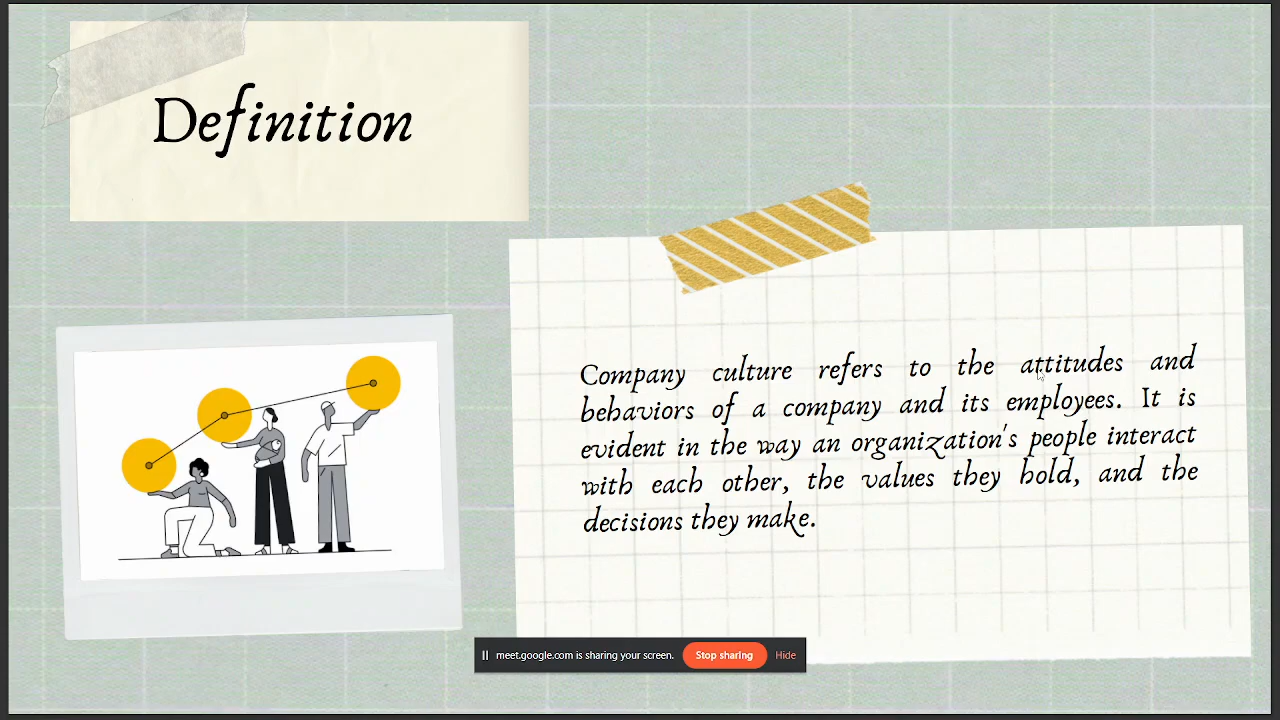 Definition
Company culture refers to the attitudes and
behaviors of a company and its employees. It is
evident in the way an organization's people interact
with each other, the values they hold, and the
decisions they make.
meet.google.com is sharing your screen. Stop sharing Hide